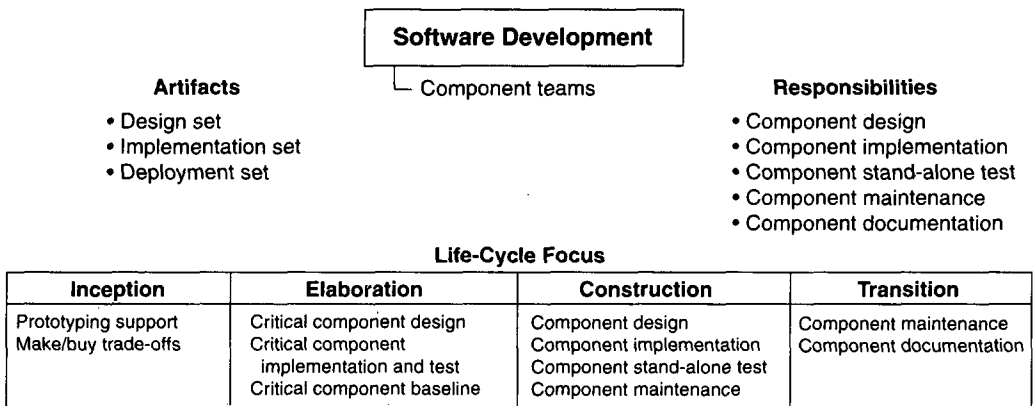 Software Development
Component teams
Artifacts
• Design set
• Implementation set
• Deployment set
Responsibilities
• Component design
• Component implementation
• Component stand-alone test
• Component maintenance
• Component documentation
Life-Cycle Focus
Inception
Prototyping support
Make/buy trade-offs
Elaboration
Critical component design
Critical component
implementation and test
Critical component baseline
Construction
Component design
Component implementation
Component stand-alone test
Component maintenance
Transition
Component maintenance
Component documentation